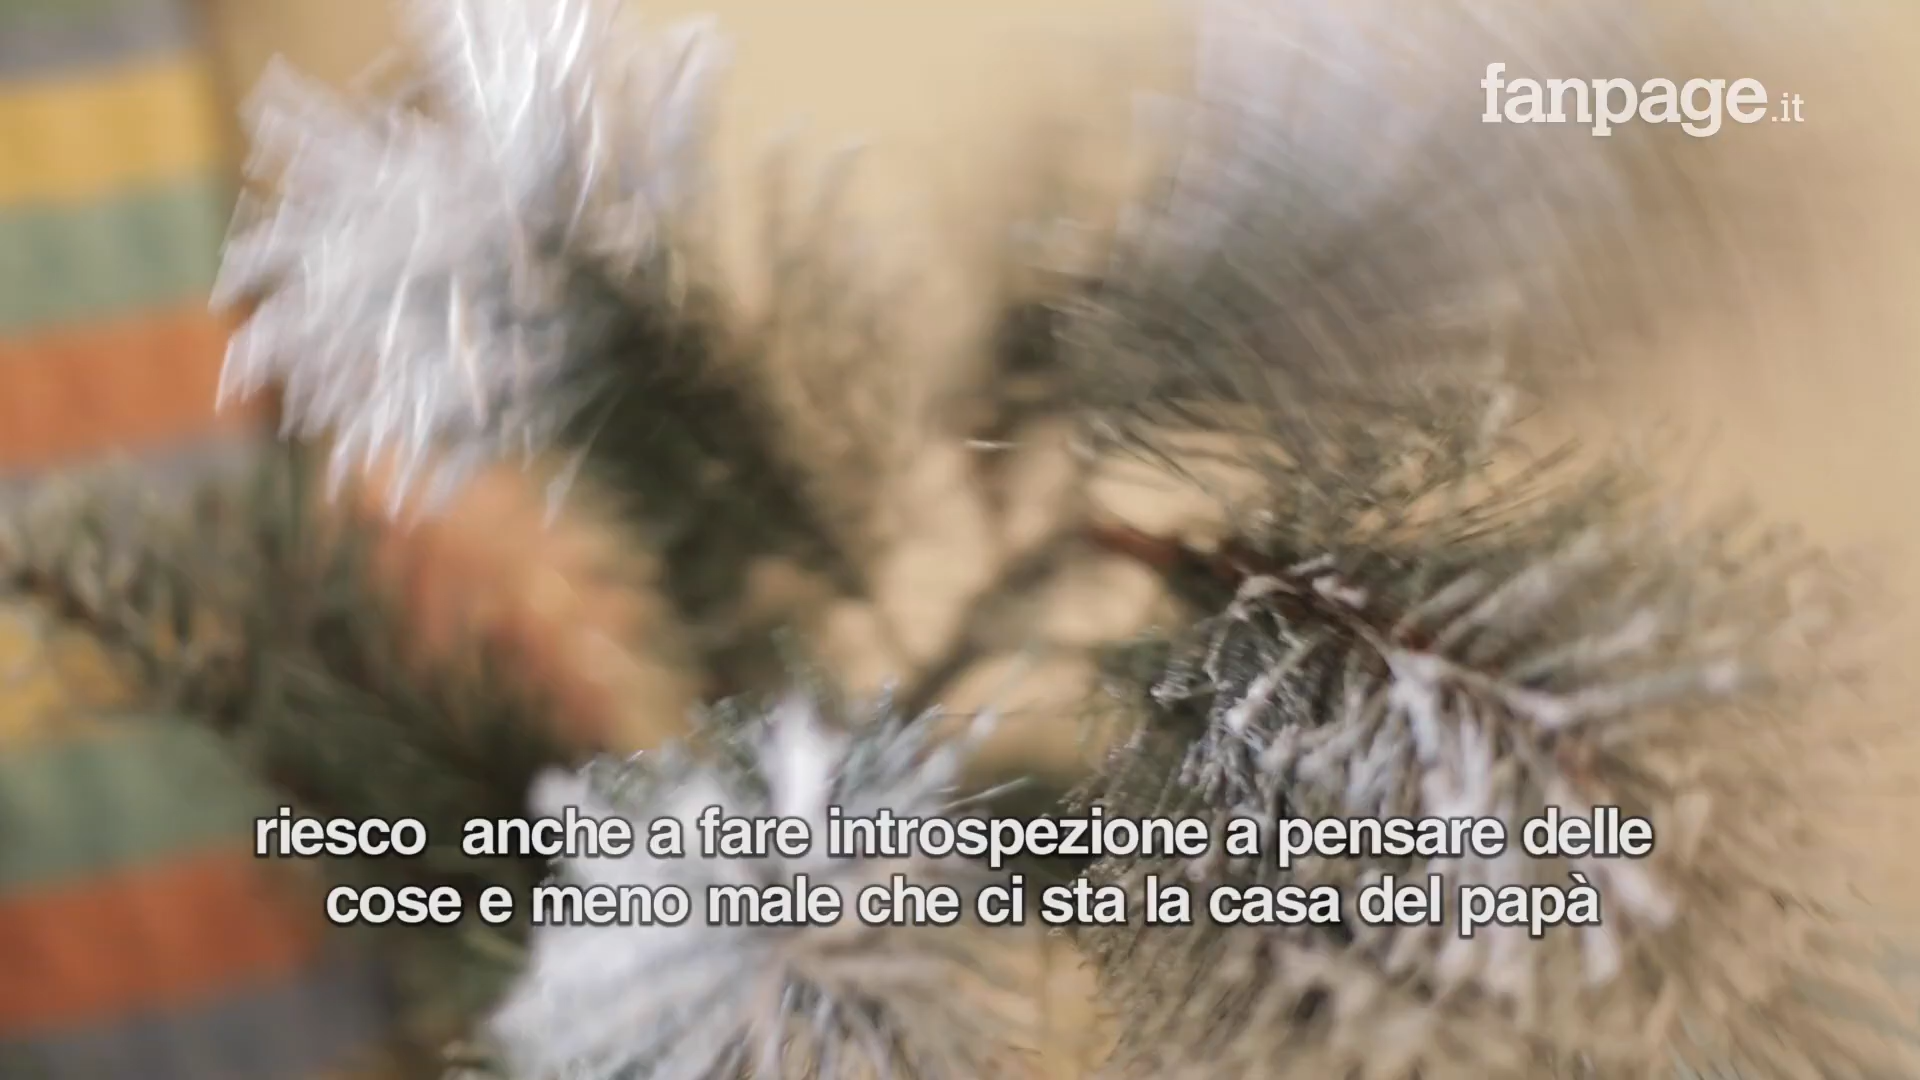 fanpage.it
riesco  anche a fare introspezione a pensare delle
cose e meno male che ci sta la casa del papà